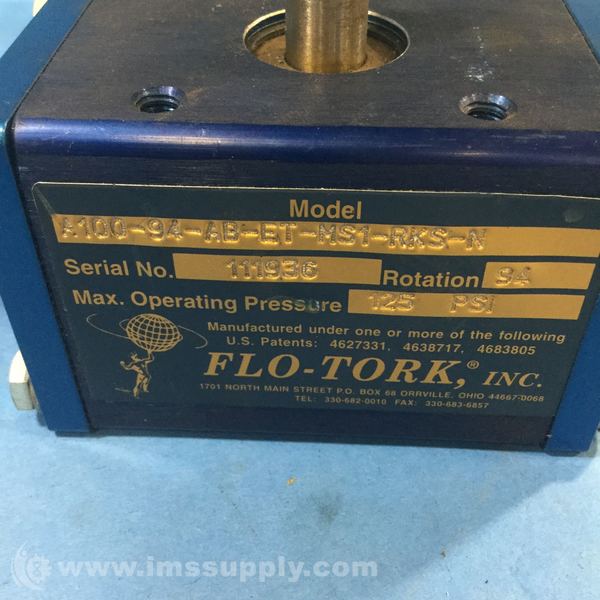 Model
A100-94-AB-ET-MS1-RKS-N
Serial No. 111936 Rotation 94
Max. Operating Pressure 125 PSI
Manufactured under one or more of the following
U.S. Patents: 4627331, 4638717, 4683805
FLO-TORK,® INC.
1701 NORTH MAIN STREET P.O. BOX 68 ORRVILLE, OHIO 44667-0068
TEL: 330-682-0010 FAX: 330-683-6857
www.imssupply.com